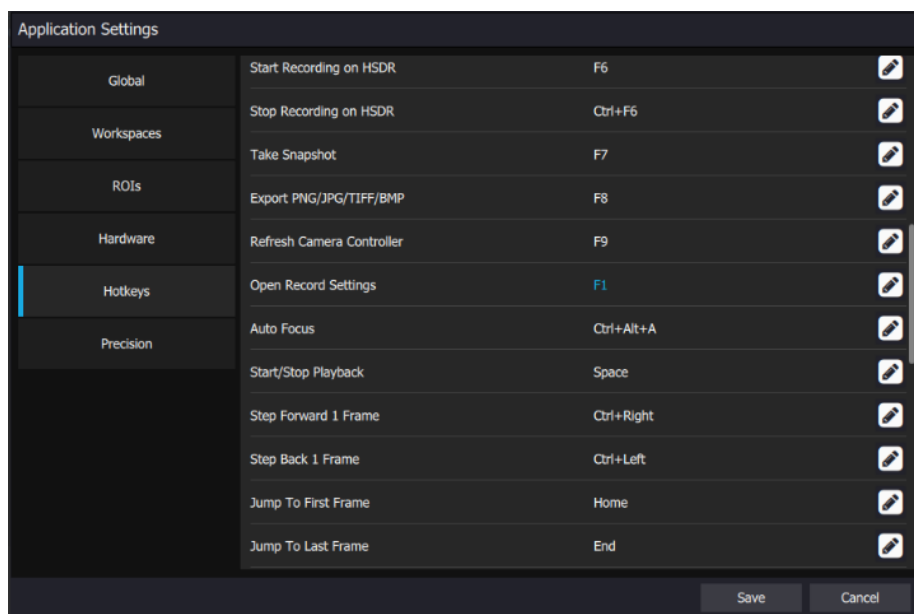 Application Settings
Global
Workspaces
ROIs
Hardware
Hotkeys
Precision
Start Recording on HSDR F6
Stop Recording on HSDR Ctrl+F6
Take Snapshot F7
Export PNG/JPG/TIFF/BMP F8
Refresh Camera Controller F9
Open Record Settings F1
Auto Focus Ctrl+Alt+A
Start/Stop Playback Space
Step Forward 1 Frame Ctrl+Right
Step Back 1 Frame Ctrl+Left
Jump To First Frame Home
Jump To Last Frame End
Save Cancel